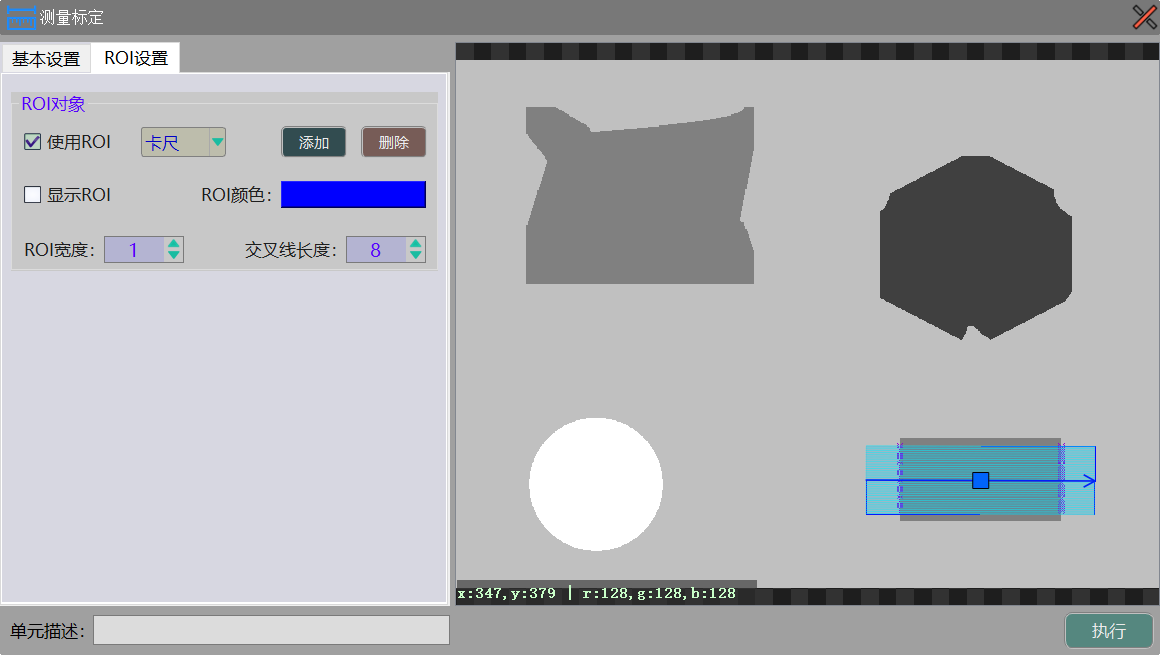 测量标定
基本设置 ROI设置
ROI对象
使用ROI 卡尺 添加 删除
显示ROI ROI颜色：
ROI宽度： 1 交叉线长度： 8
x:347,y:379 | r:128,g:128,b:128
单元描述： 执行